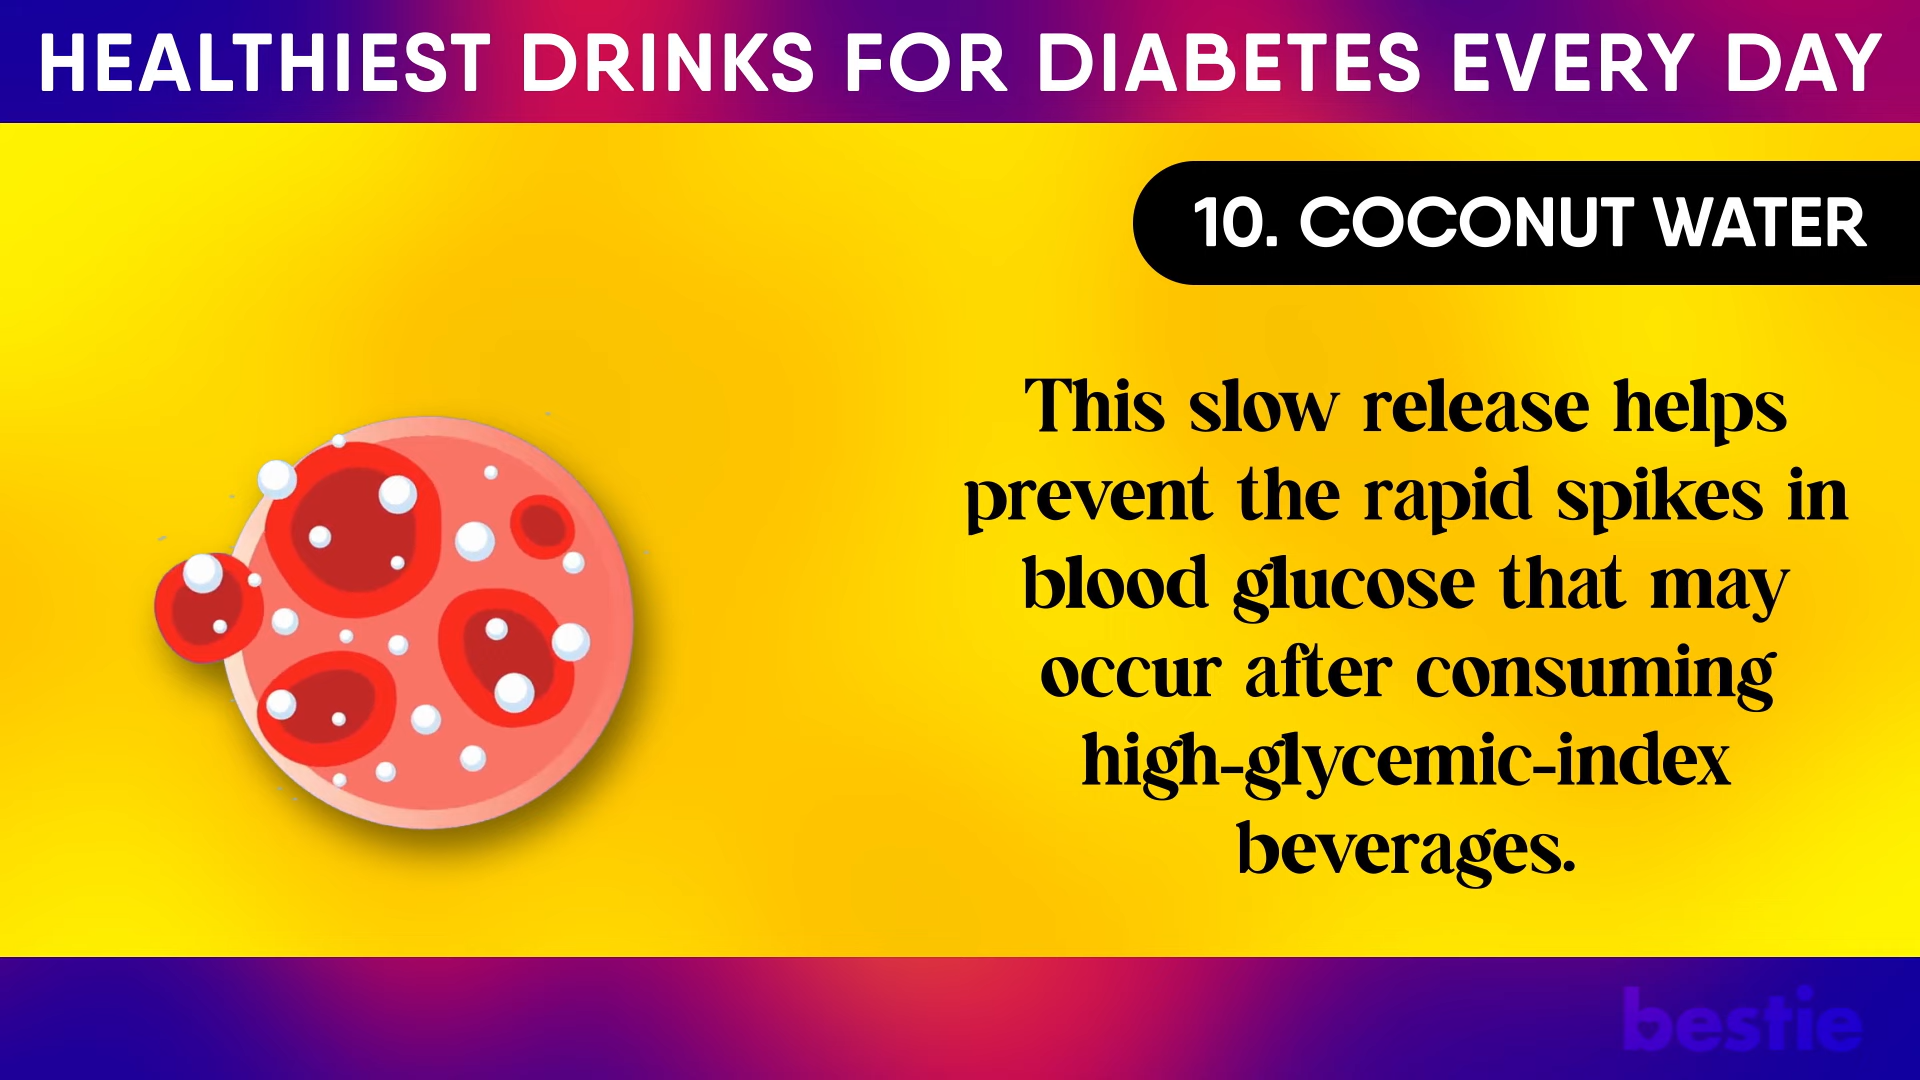 HEALTHIEST DRINKS FOR DIABETES EVERY DAY
10. COCONUT WATER
This slow release helps
prevent the rapid spikes in
blood glucose that may
occur after consuming
high-glycemic-index
beverages.
bestie